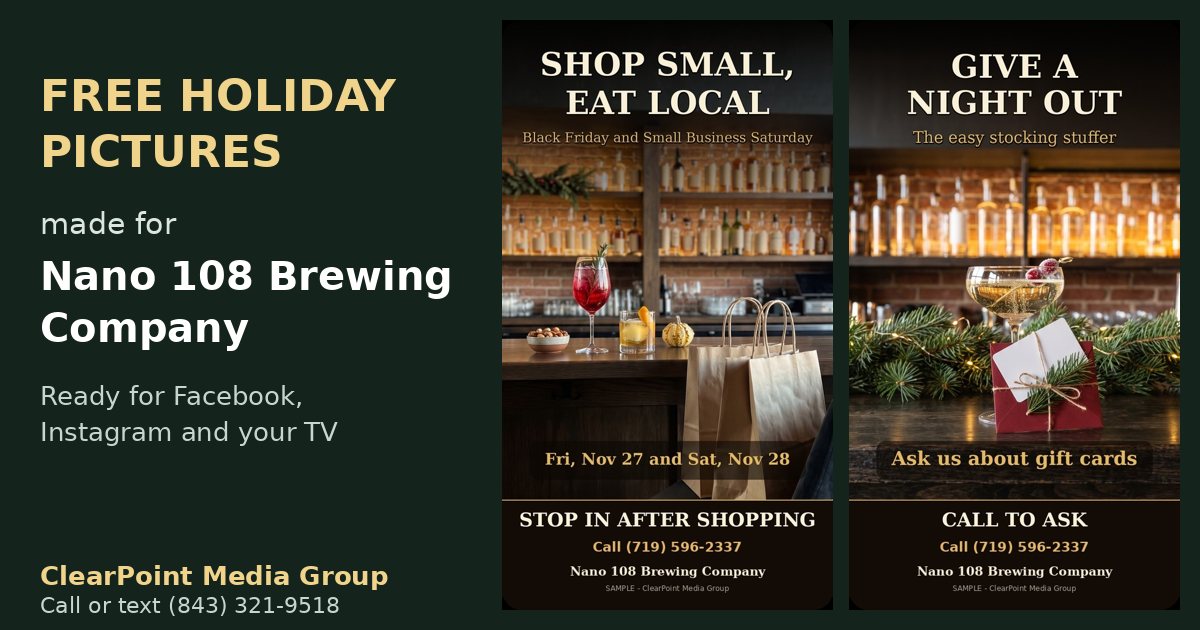 FREE HOLIDAY
PICTURES
made for
Nano 108 Brewing
Company
Ready for Facebook,
Instagram and your TV
ClearPoint Media Group
Call or text (843) 321-9518
SHOP SMALL,
EAT LOCAL
Black Friday and Small Business Saturday
Fri, Nov 27 and Sat, Nov 28
STOP IN AFTER SHOPPING
Call (719) 596-2337
Nano 108 Brewing Company
SAMPLE - ClearPoint Media Group
GIVE A
NIGHT OUT
The easy stocking stuffer
Ask us about gift cards
CALL TO ASK
Call (719) 596-2337
Nano 108 Brewing Company
SAMPLE - ClearPoint Media Group